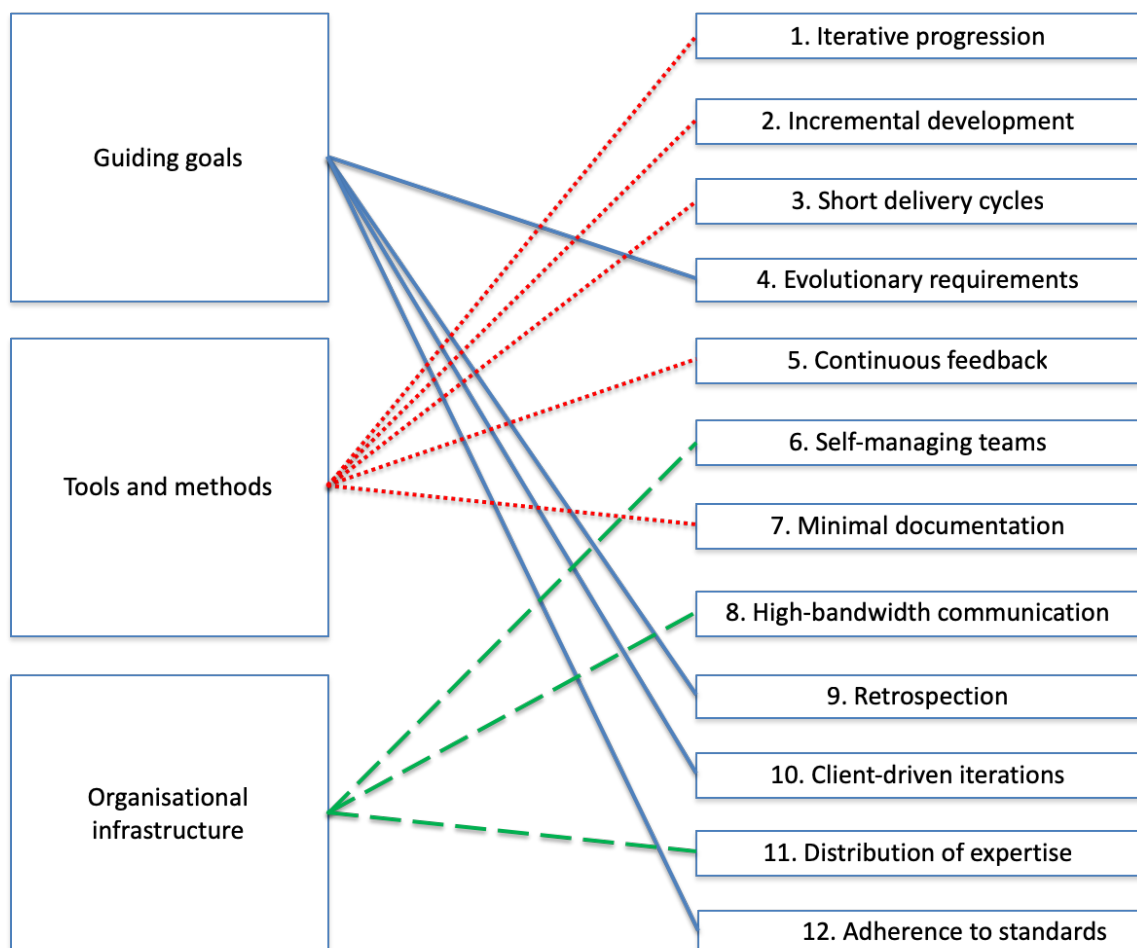 Guiding goals
Tools and methods
Organisational
infrastructure
1. Iterative progression
2. Incremental development
3. Short delivery cycles
4. Evolutionary requirements
5. Continuous feedback
6. Self-managing teams
7. Minimal documentation
8. High-bandwidth communication
9. Retrospection
10. Client-driven iterations
11. Distribution of expertise
12. Adherence to standards